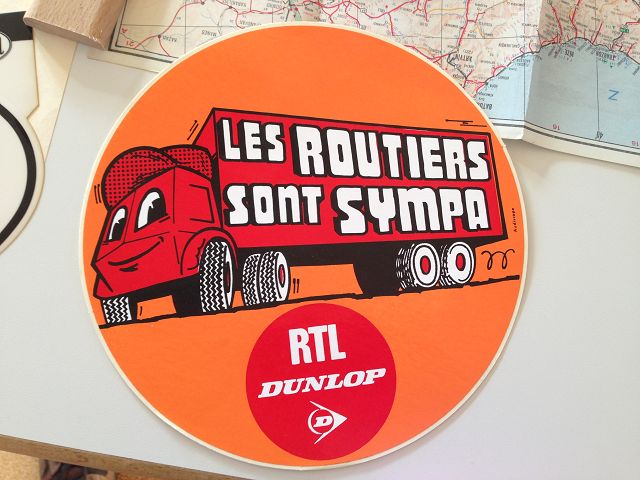 LES ROUTIERS
SONT SYMPA
RTL
DUNLOP
D